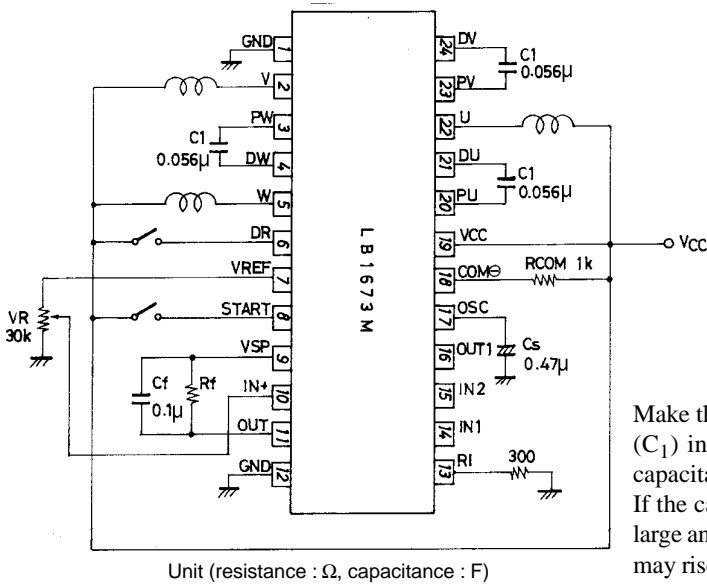 GND 1
V 2
PW 3
C1
0.056μ
DW 4
W 5
DR 6
VREF 7
VR
30k
START 8
VSP 9
Cf
0.1μ
Rf
IN+ 10
OUT 11
GND 12
LB1673M
24 DV
C1
0.056μ
23 PV
22 U
21 DU
C1
0.056μ
20 PU
19 VCC
VCC
18 COM⊖
RCOM 1k
17 OSC
Cs
0.47μ
16 OUT1
15 IN2
14 IN1
13 RI
300
Make th
(C1) in
capacita
If the ca
large an
may rise
Unit (resistance : Ω, capacitance : F)